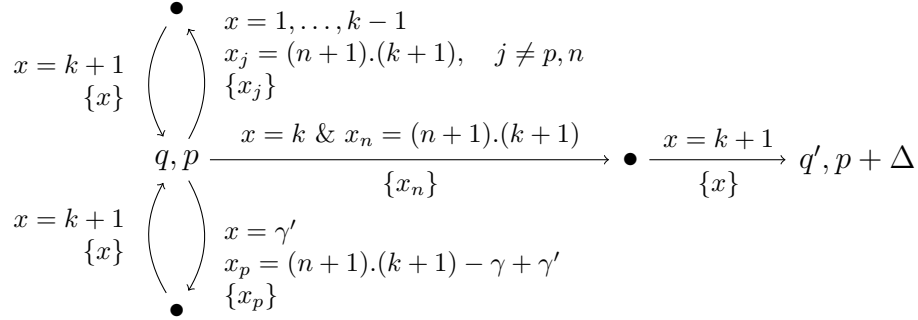 x = 1, . . . , k − 1
x_j = (n + 1).(k + 1),   j ≠ p, n
{x_j}
x = k + 1
{x}
x = k & x_n = (n + 1).(k + 1)
{x_n}
q, p
x = k + 1
{x}
q′, p + Δ
x = k + 1
{x}
x = γ′
x_p = (n + 1).(k + 1) − γ + γ′
{x_p}